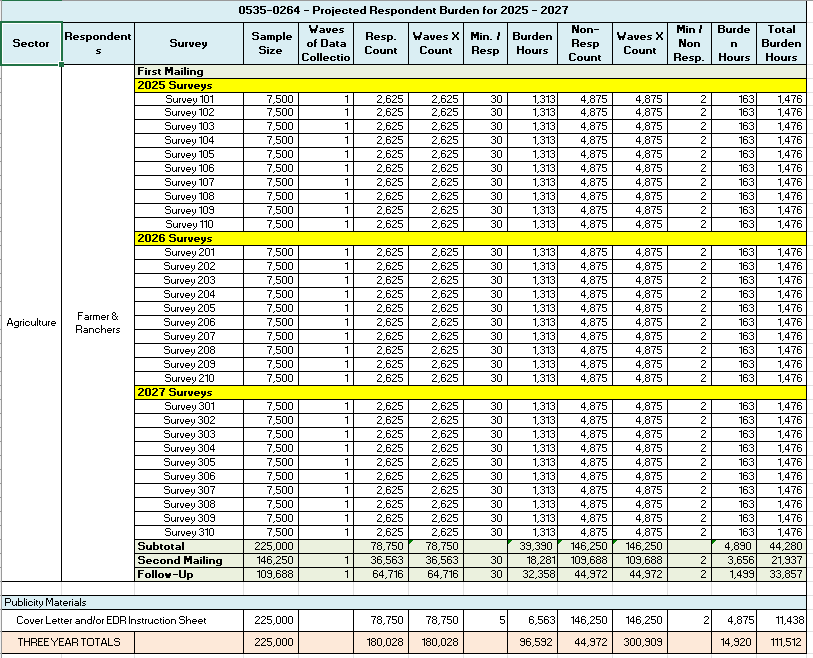 0535-0264 - Projected Respondent Burden for 2025 - 2027
Sector Respondents Survey Sample Size Waves of Data Collectio Resp. Count Waves X Count Min. / Resp Burden Hours Non-Resp Count Waves X Count Min / Non Resp. Burden Hours Total Burden Hours
First Mailing
2025 Surveys
Survey 101 7,500 1 2,625 2,625 30 1,313 4,875 4,875 2 163 1,476
Survey 102 7,500 1 2,625 2,625 30 1,313 4,875 4,875 2 163 1,476
Survey 103 7,500 1 2,625 2,625 30 1,313 4,875 4,875 2 163 1,476
Survey 104 7,500 1 2,625 2,625 30 1,313 4,875 4,875 2 163 1,476
Survey 105 7,500 1 2,625 2,625 30 1,313 4,875 4,875 2 163 1,476
Survey 106 7,500 1 2,625 2,625 30 1,313 4,875 4,875 2 163 1,476
Survey 107 7,500 1 2,625 2,625 30 1,313 4,875 4,875 2 163 1,476
Survey 108 7,500 1 2,625 2,625 30 1,313 4,875 4,875 2 163 1,476
Survey 109 7,500 1 2,625 2,625 30 1,313 4,875 4,875 2 163 1,476
Survey 110 7,500 1 2,625 2,625 30 1,313 4,875 4,875 2 163 1,476
2026 Surveys
Survey 201 7,500 1 2,625 2,625 30 1,313 4,875 4,875 2 163 1,476
Survey 202 7,500 1 2,625 2,625 30 1,313 4,875 4,875 2 163 1,476
Survey 203 7,500 1 2,625 2,625 30 1,313 4,875 4,875 2 163 1,476
Survey 204 7,500 1 2,625 2,625 30 1,313 4,875 4,875 2 163 1,476
Survey 205 7,500 1 2,625 2,625 30 1,313 4,875 4,875 2 163 1,476
Agriculture Farmer & Ranchers Survey 206 7,500 1 2,625 2,625 30 1,313 4,875 4,875 2 163 1,476
Survey 207 7,500 1 2,625 2,625 30 1,313 4,875 4,875 2 163 1,476
Survey 208 7,500 1 2,625 2,625 30 1,313 4,875 4,875 2 163 1,476
Survey 209 7,500 1 2,625 2,625 30 1,313 4,875 4,875 2 163 1,476
Survey 210 7,500 1 2,625 2,625 30 1,313 4,875 4,875 2 163 1,476
2027 Surveys
Survey 301 7,500 1 2,625 2,625 30 1,313 4,875 4,875 2 163 1,476
Survey 302 7,500 1 2,625 2,625 30 1,313 4,875 4,875 2 163 1,476
Survey 303 7,500 1 2,625 2,625 30 1,313 4,875 4,875 2 163 1,476
Survey 304 7,500 1 2,625 2,625 30 1,313 4,875 4,875 2 163 1,476
Survey 305 7,500 1 2,625 2,625 30 1,313 4,875 4,875 2 163 1,476
Survey 306 7,500 1 2,625 2,625 30 1,313 4,875 4,875 2 163 1,476
Survey 307 7,500 1 2,625 2,625 30 1,313 4,875 4,875 2 163 1,476
Survey 308 7,500 1 2,625 2,625 30 1,313 4,875 4,875 2 163 1,476
Survey 309 7,500 1 2,625 2,625 30 1,313 4,875 4,875 2 163 1,476
Survey 310 7,500 1 2,625 2,625 30 1,313 4,875 4,875 2 163 1,476
Subtotal 225,000 78,750 78,750 39,390 146,250 146,250 4,890 44,280
Second Mailing 146,250 36,563 36,563 30 18,281 109,688 109,688 2 3,656 21,937
Follow-Up 109,688 64,716 64,716 30 32,358 44,972 44,972 2 1,499 33,857
Publicity Materials
Cover Letter and/or EDR Instruction Sheet 225,000 78,750 78,750 5 6,563 146,250 146,250 2 4,875 11,438
THREE YEAR TOTALS 225,000 180,028 180,028 96,592 44,972 300,909 14,920 111,512